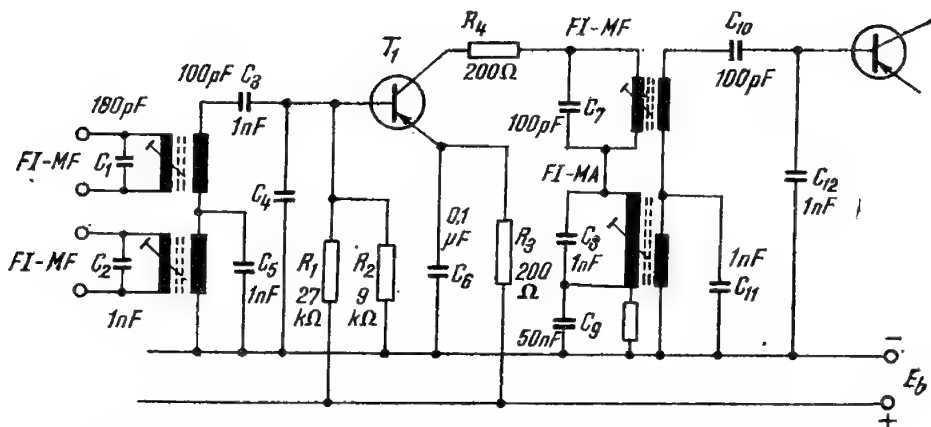 R4
200Ω
FI-MF
C10
100pF
T1
100pF C3
1nF
180pF
FI-MF
C1
C4
C7
100pF
FI-MA
C12
1nF
FI-MF
C2
1nF
C5
1nF
R1
27
kΩ
R2
9
kΩ
0,1
μF
C6
R3
200
Ω
C8
1nF
C9
50nF
1nF
C11
−
Eb
+